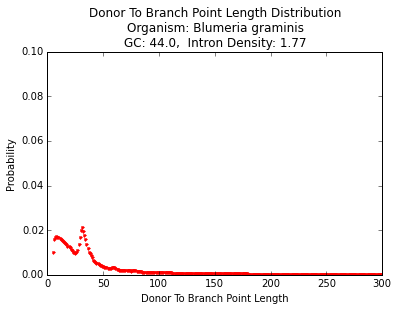 Donor To Branch Point Length Distribution
Organism: Blumeria graminis
GC: 44.0,  Intron Density: 1.77
0.10
0.08
0.06
0.04
0.02
0.00
Probability
0 50 100 150 200 250 300
Donor To Branch Point Length